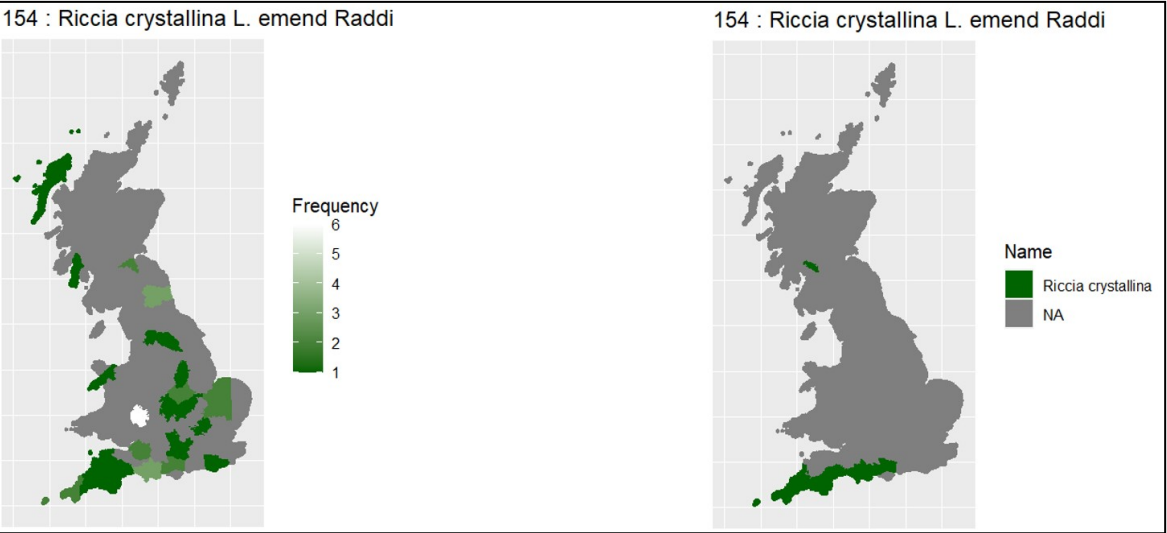 154 : Riccia crystallina L. emend Raddi
Frequency
6
5
4
3
2
1
154 : Riccia crystallina L. emend Raddi
Name
Riccia crystallina
NA